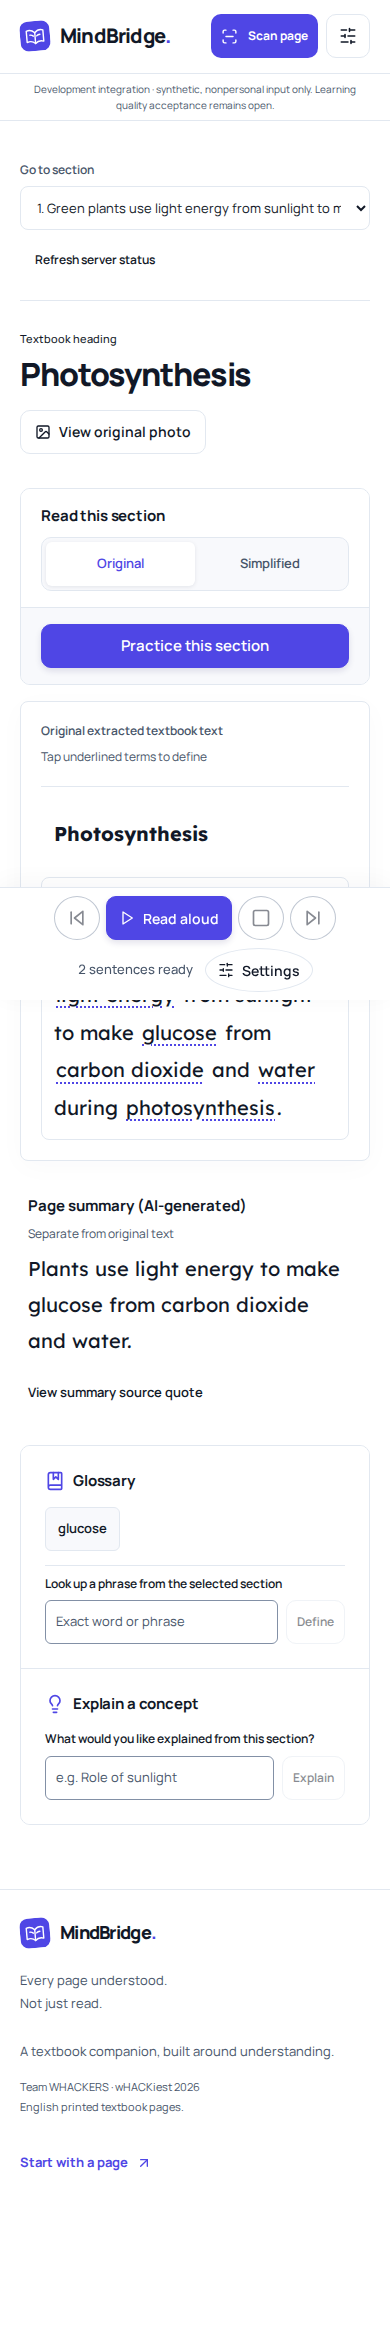 MindBridge.
Scan page
Development integration · synthetic, nonpersonal input only. Learning
quality acceptance remains open.
Go to section
1. Green plants use light energy from sunlight to m
Refresh server status
Textbook heading
Photosynthesis
View original photo
Read this section
Original
Simplified
Practice this section
Original extracted textbook text
Tap underlined terms to define
Photosynthesis
Read aloud
2 sentences ready
Settings
light energy from sunlight
to make glucose from
carbon dioxide and water
during photosynthesis.
Page summary (AI-generated)
Separate from original text
Plants use light energy to make
glucose from carbon dioxide
and water.
View summary source quote
Glossary
glucose
Look up a phrase from the selected section
Exact word or phrase
Define
Explain a concept
What would you like explained from this section?
e.g. Role of sunlight
Explain
MindBridge.
Every page understood.
Not just read.
A textbook companion, built around understanding.
Team WHACKERS · wHACKiest 2026
English printed textbook pages.
Start with a page